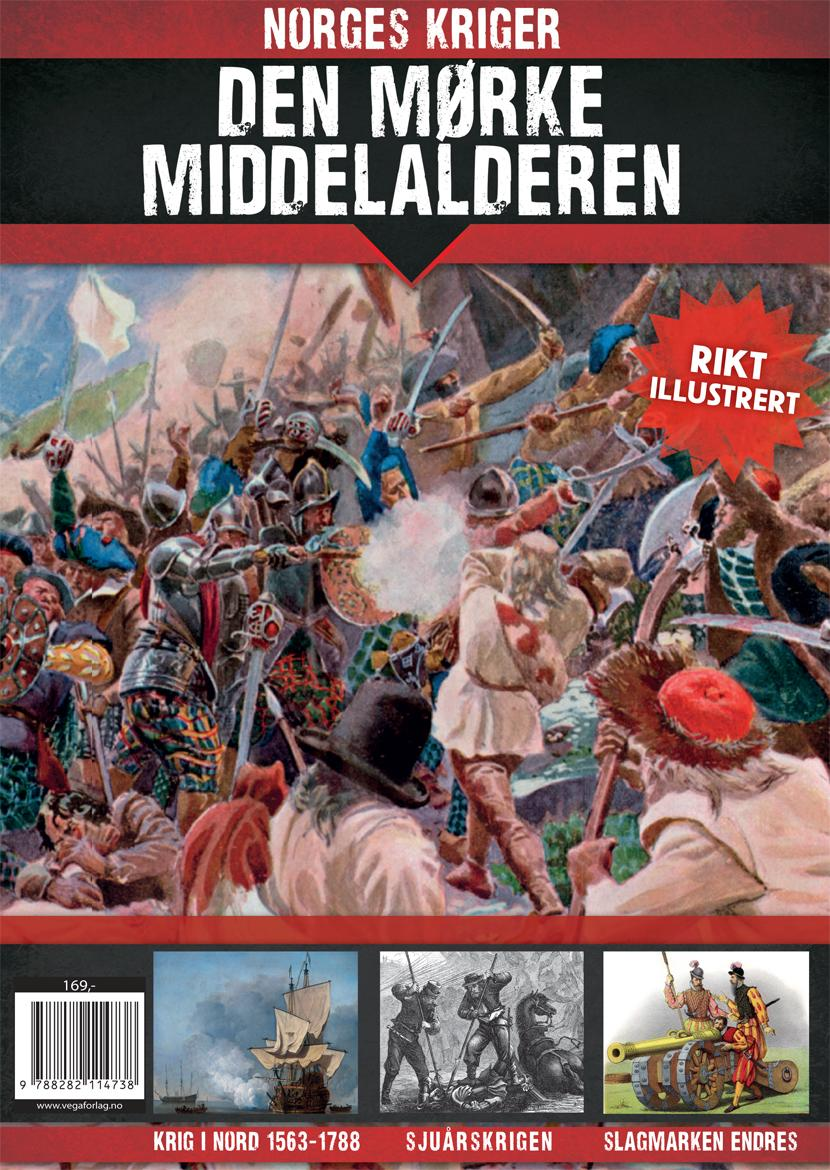 NORGES KRIGER
DEN MØRKE
MIDDELALDEREN
RIKT
ILLUSTRERT
169,-
9 788282 114738
www.vegaforlag.no
KRIG I NORD 1563-1788
SJUÅRSKRIGEN
SLAGMARKEN ENDRES